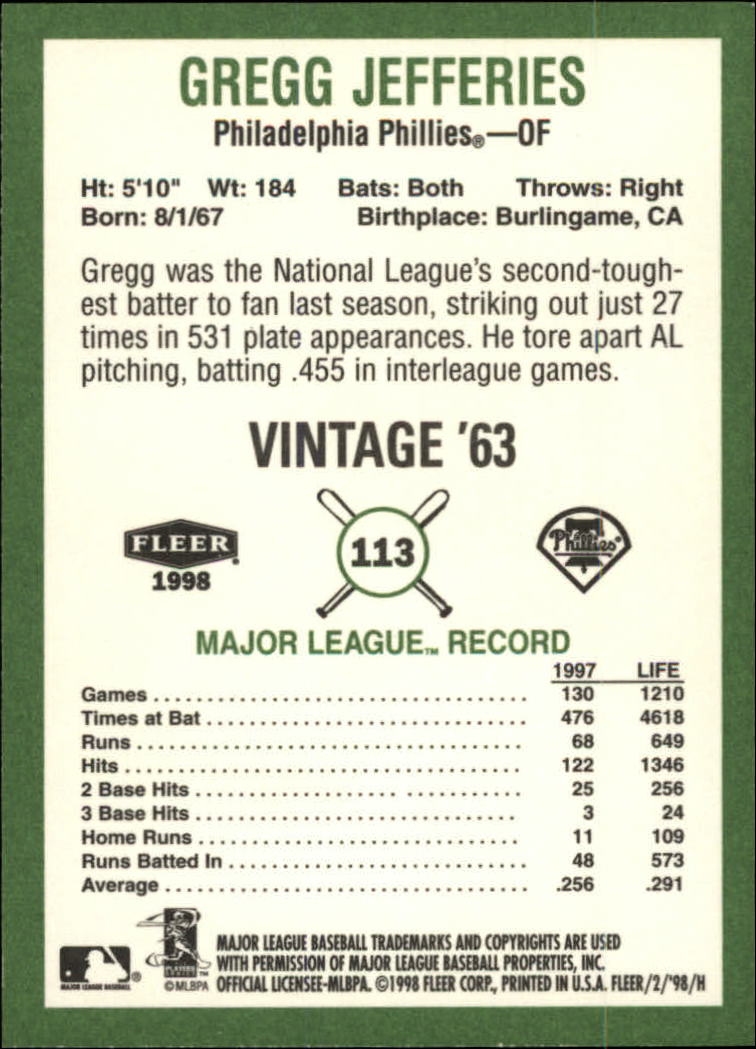 GREGG JEFFERIES
Philadelphia Phillies®—OF
Ht: 5'10" Wt: 184 Bats: Both Throws: Right
Born: 8/1/67 Birthplace: Burlingame, CA
Gregg was the National League's second-tough-
est batter to fan last season, striking out just 27
times in 531 plate appearances. He tore apart AL
pitching, batting .455 in interleague games.
VINTAGE '63
FLEER®
1998
113
Phillies®
MAJOR LEAGUE™ RECORD
1997 LIFE
Games 130 1210
Times at Bat 476 4618
Runs 68 649
Hits 122 1346
2 Base Hits 25 256
3 Base Hits 3 24
Home Runs 11 109
Runs Batted In 48 573
Average .256 .291
MAJOR LEAGUE BASEBALL ®
PLAYERS CHOICE ™
© MLBPA
MAJOR LEAGUE BASEBALL TRADEMARKS AND COPYRIGHTS ARE USED
WITH PERMISSION OF MAJOR LEAGUE BASEBALL PROPERTIES, INC.
OFFICIAL LICENSEE-MLBPA. ©1998 FLEER CORP., PRINTED IN U.S.A. FLEER/2/'98/H